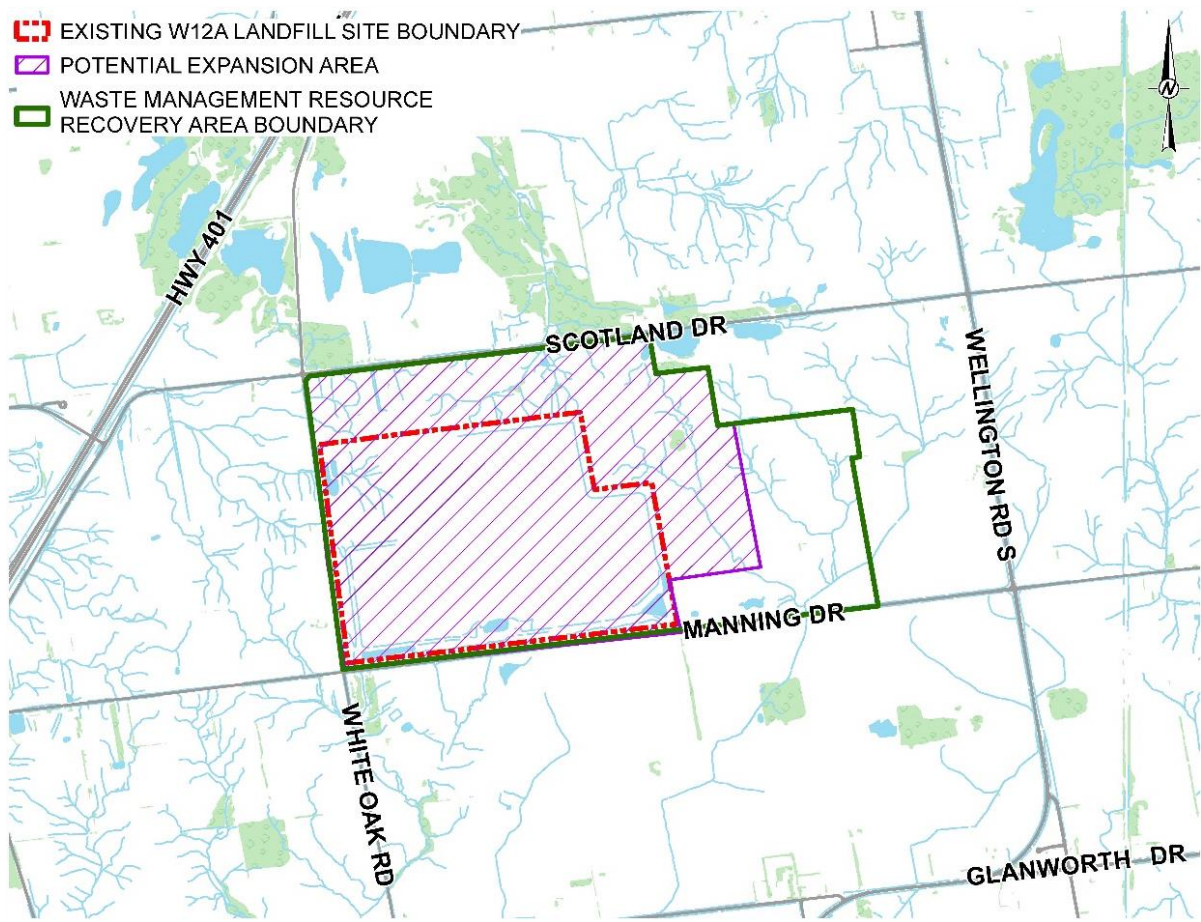 EXISTING W12A LANDFILL SITE BOUNDARY
POTENTIAL EXPANSION AREA
WASTE MANAGEMENT RESOURCE
RECOVERY AREA BOUNDARY
N
HWY 401
SCOTLAND DR
WELLINGTON RD S
MANNING DR
WHITE OAK RD
GLANWORTH DR